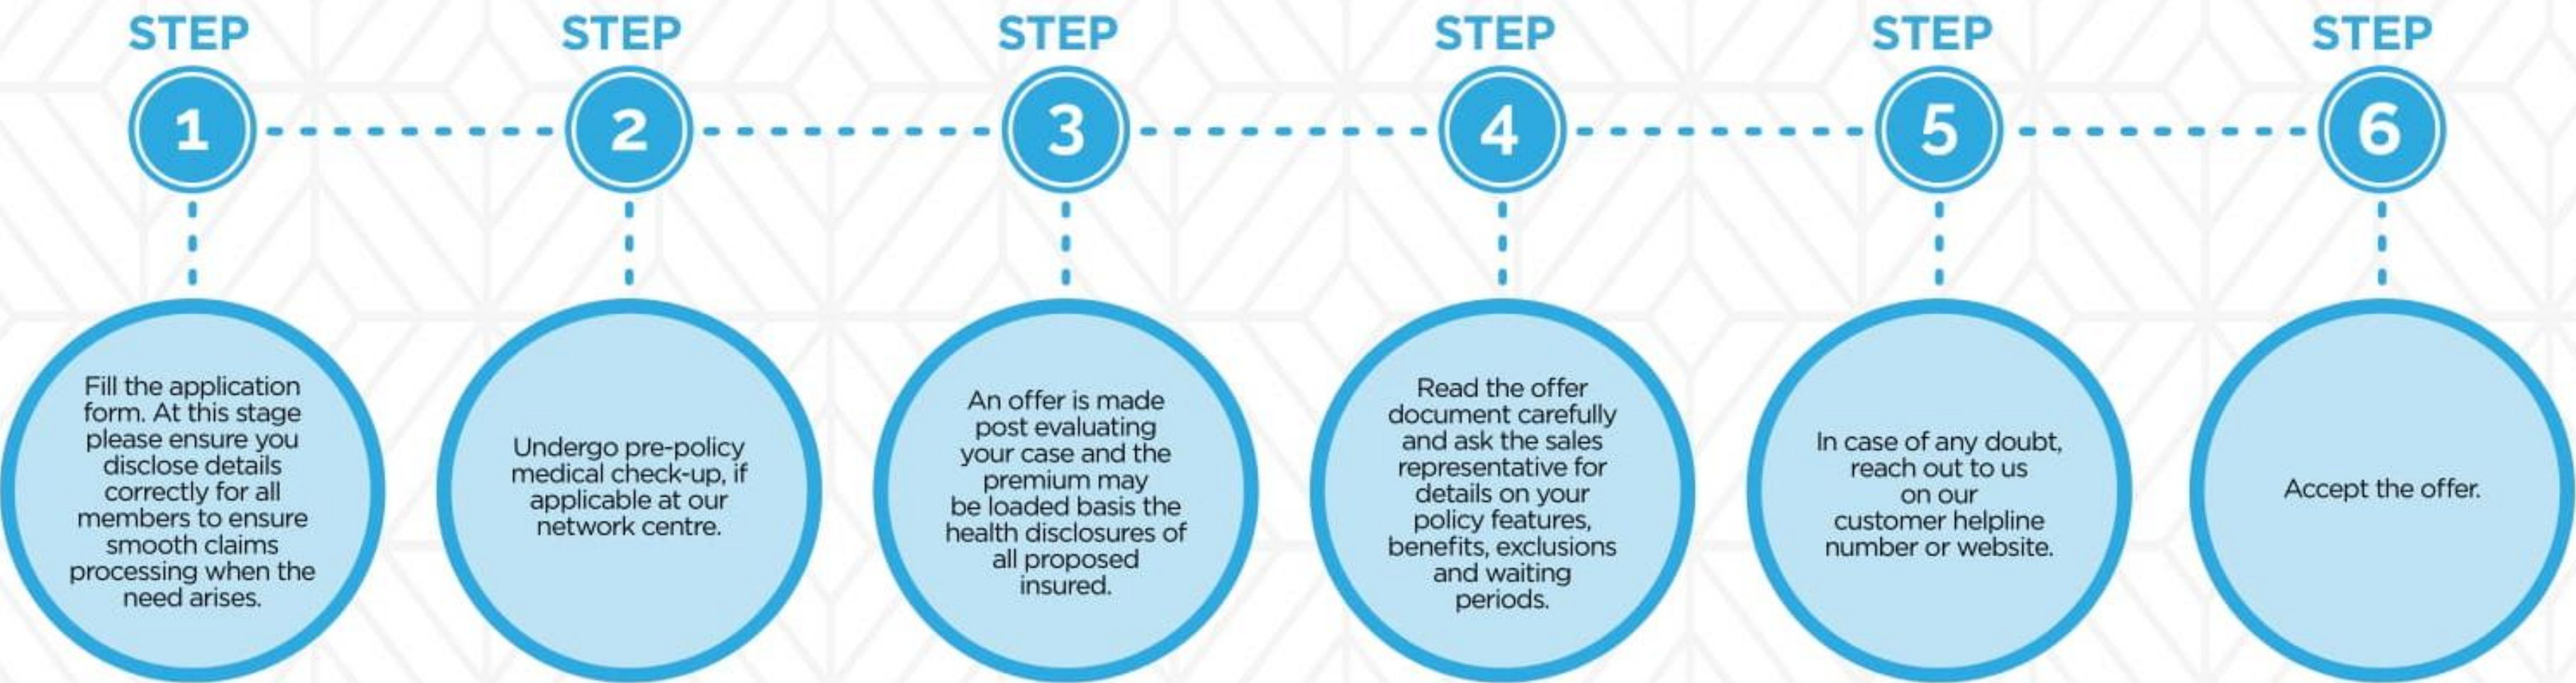 STEP
1
Fill the application
form. At this stage
please ensure you
disclose details
correctly for all
members to ensure
smooth claims
processing when the
need arises.
STEP
2
Undergo pre-policy
medical check-up, if
applicable at our
network centre.
STEP
3
An offer is made
post evaluating
your case and the
premium may
be loaded basis the
health disclosures of
all proposed
insured.
STEP
4
Read the offer
document carefully
and ask the sales
representative for
details on your
policy features,
benefits, exclusions
and waiting
periods.
STEP
5
In case of any doubt,
reach out to us
on our
customer helpline
number or website.
STEP
6
Accept the offer.